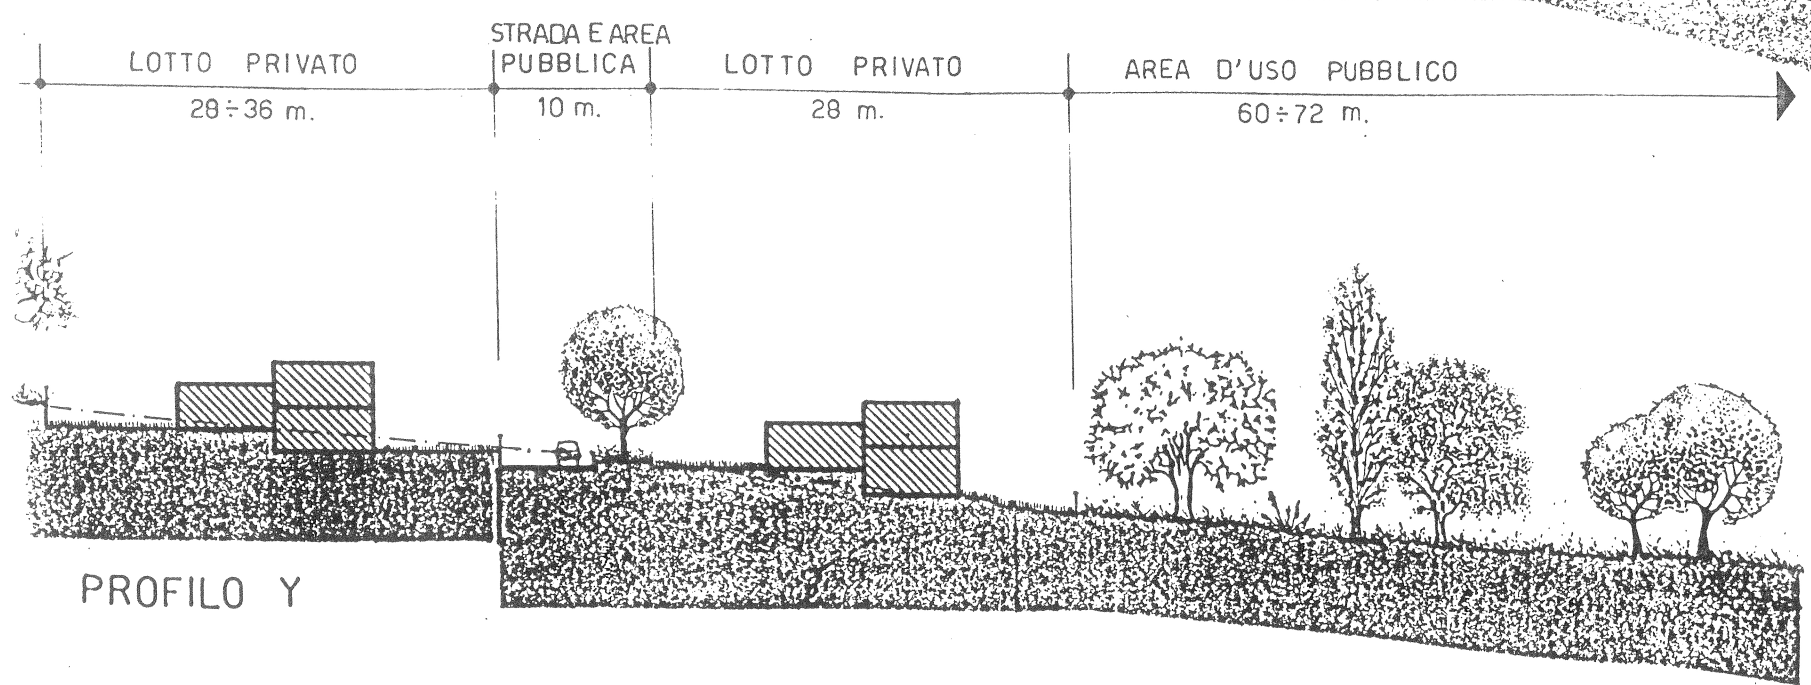 STRADA E AREA
LOTTO PRIVATO
PUBBLICA
LOTTO PRIVATO
AREA D'USO PUBBLICO
28÷36 m.
10 m.
28 m.
60÷72 m.
PROFILO Y